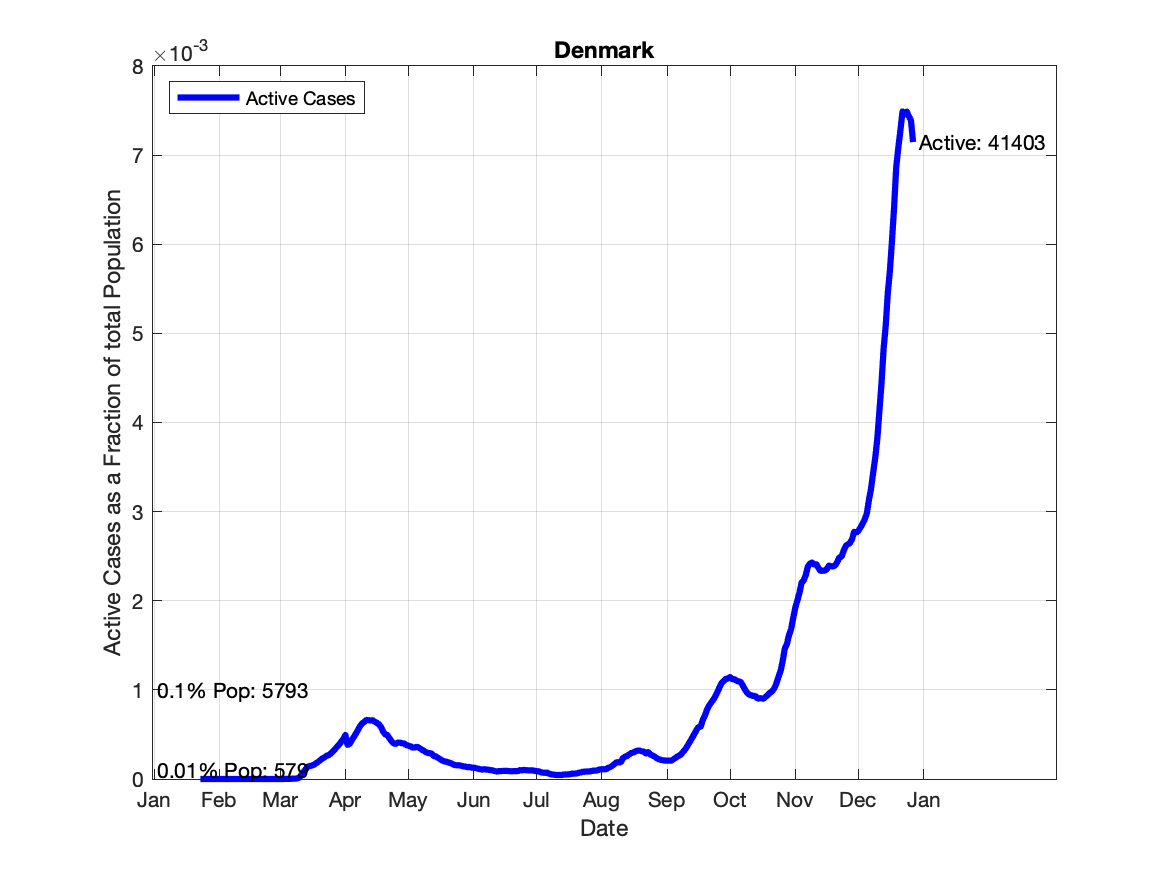 Denmark
×10-3
Active Cases
8
7
6
5
4
3
2
1
0
Active Cases as a Fraction of total Population
Active: 41403
0.1% Pop: 5793
0.01% Pop: 579
Jan Feb Mar Apr May Jun Jul Aug Sep Oct Nov Dec Jan
Date